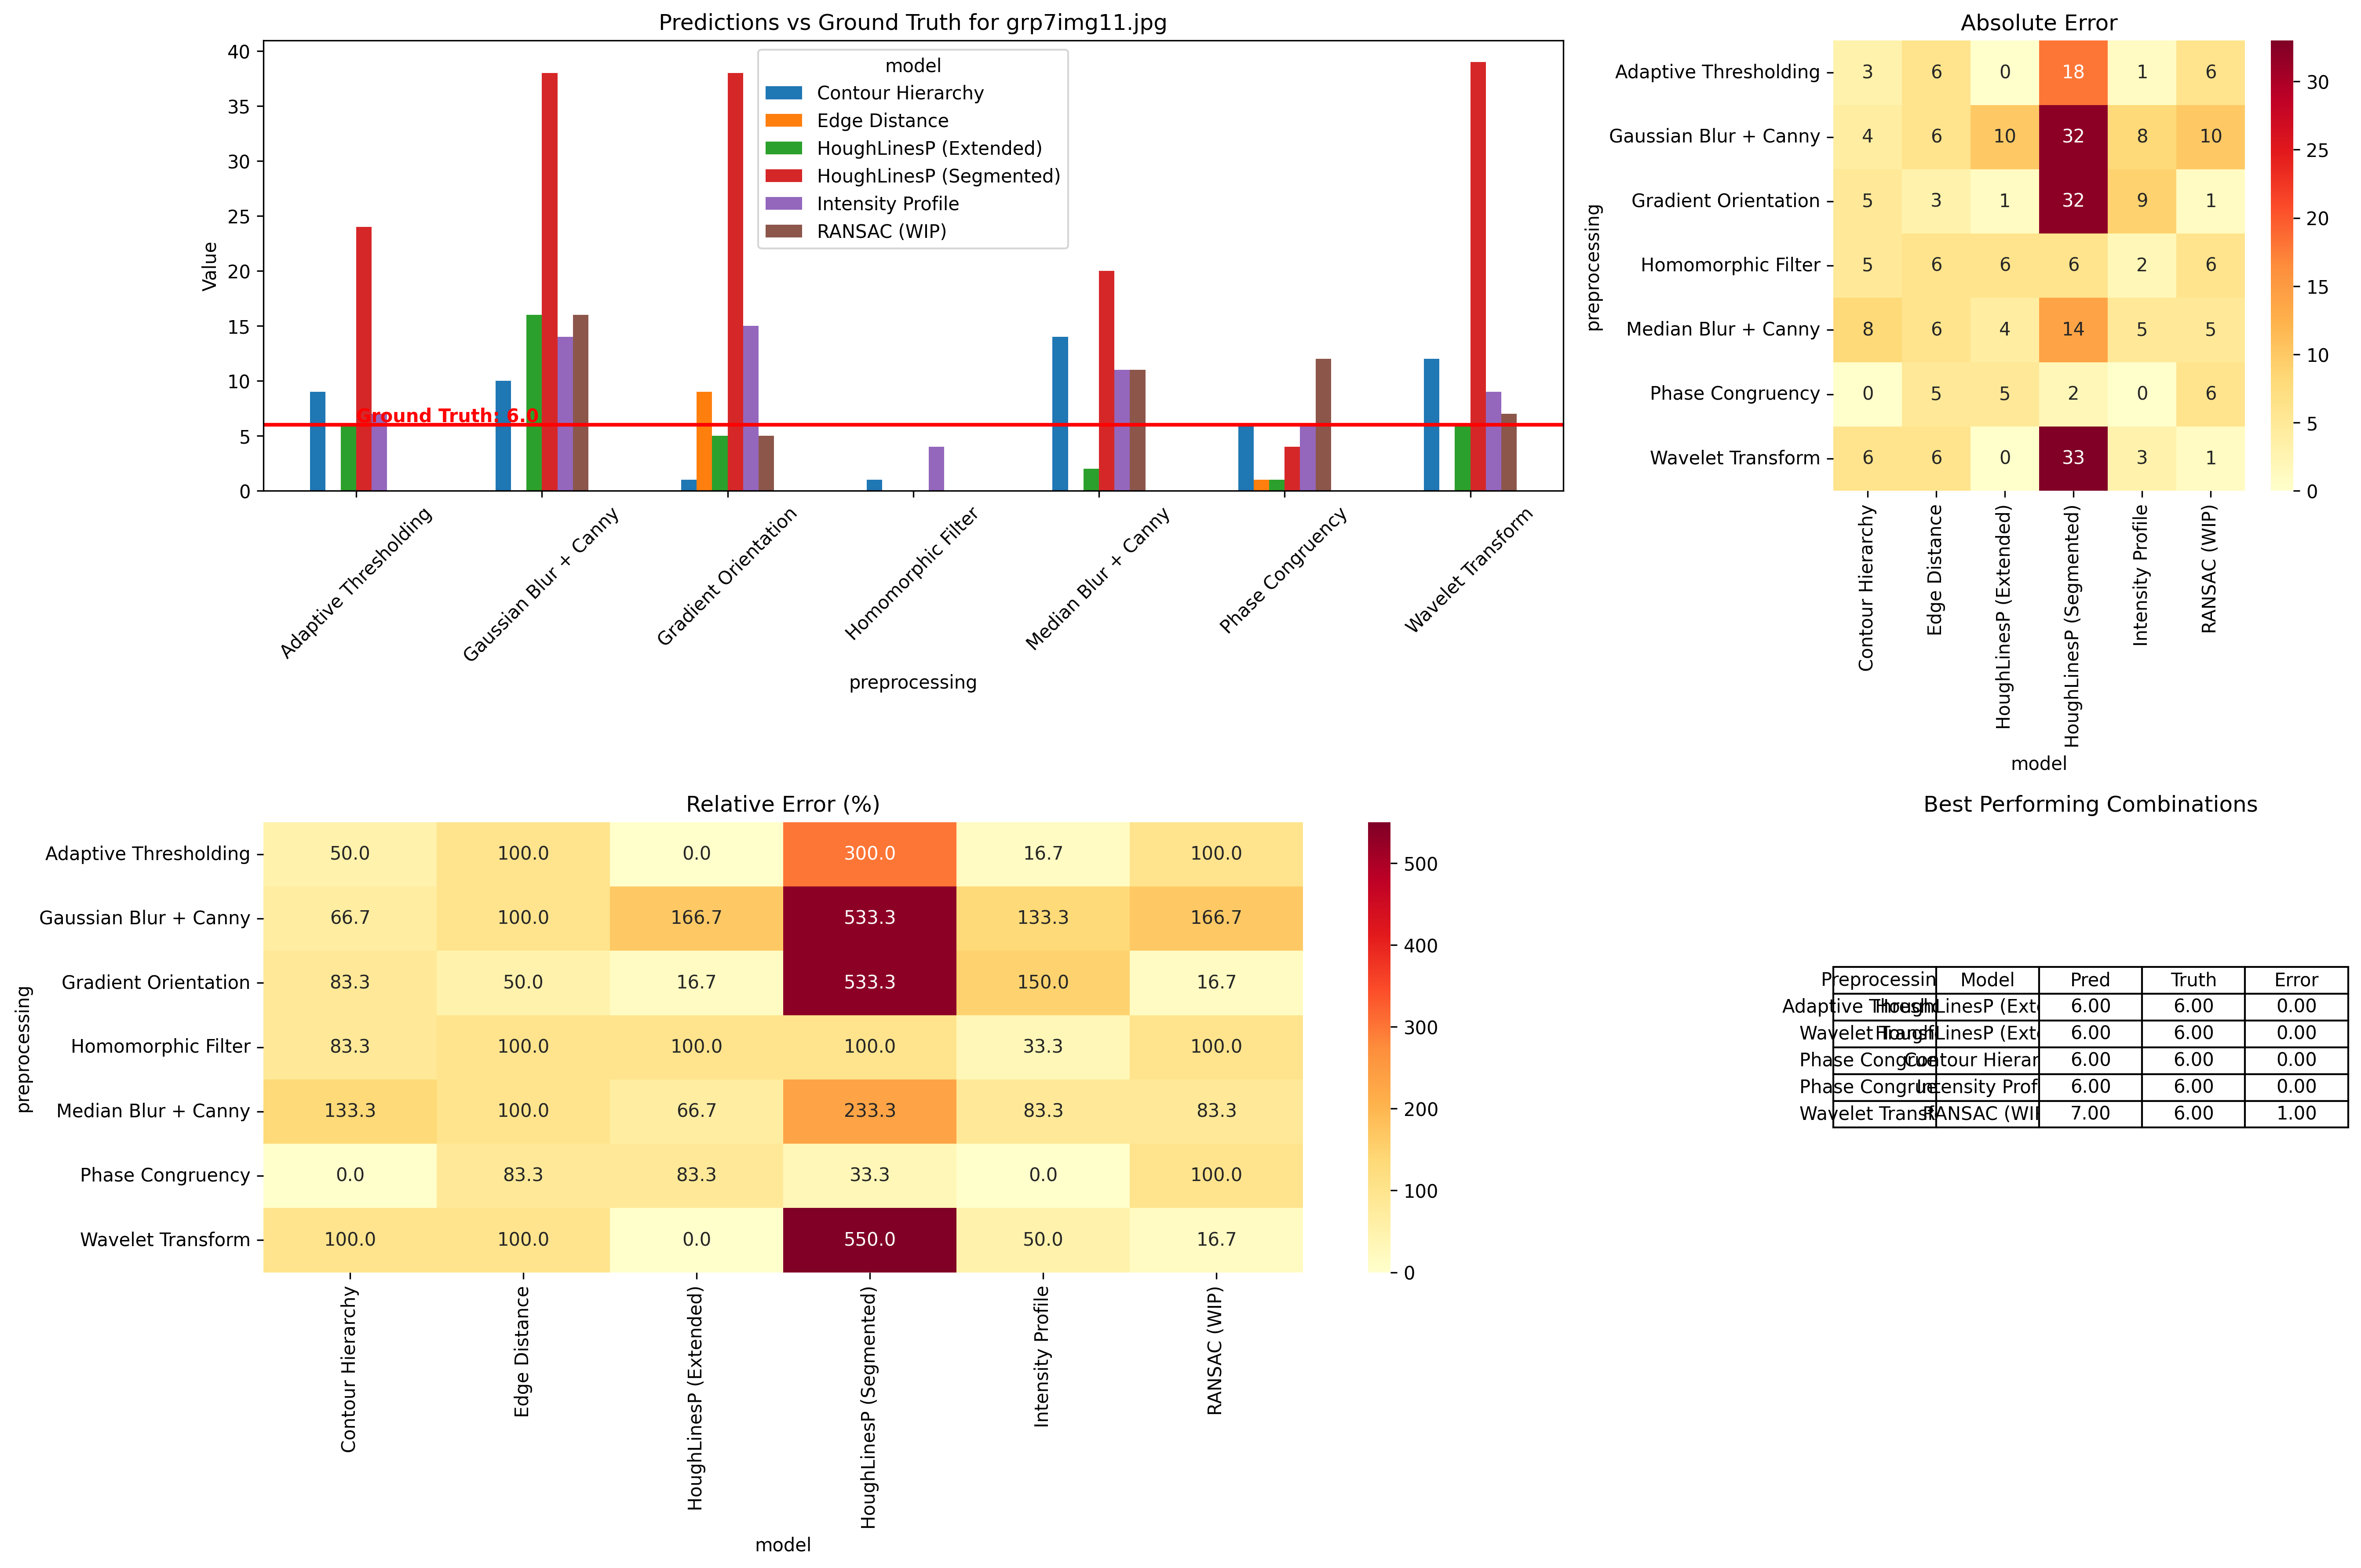 Predictions vs Ground Truth for grp7img11.jpg
Value
40
35
30
25
20
15
10
5
0
model
Contour Hierarchy
Edge Distance
HoughLinesP (Extended)
HoughLinesP (Segmented)
Intensity Profile
RANSAC (WIP)
Ground Truth: 6.0
Adaptive Thresholding
Gaussian Blur + Canny
Gradient Orientation
Homomorphic Filter
Median Blur + Canny
Phase Congruency
Wavelet Transform
preprocessing
Absolute Error
preprocessing
Adaptive Thresholding 3 6 0 18 1 6
Gaussian Blur + Canny 4 6 10 32 8 10
Gradient Orientation 5 3 1 32 9 1
Homomorphic Filter 5 6 6 6 2 6
Median Blur + Canny 8 6 4 14 5 5
Phase Congruency 0 5 5 2 0 6
Wavelet Transform 6 6 0 33 3 1
Contour Hierarchy
Edge Distance
HoughLinesP (Extended)
HoughLinesP (Segmented)
Intensity Profile
RANSAC (WIP)
model
30
25
20
15
10
5
0
Relative Error (%)
preprocessing
Adaptive Thresholding 50.0 100.0 0.0 300.0 16.7 100.0
Gaussian Blur + Canny 66.7 100.0 166.7 533.3 133.3 166.7
Gradient Orientation 83.3 50.0 16.7 533.3 150.0 16.7
Homomorphic Filter 83.3 100.0 100.0 100.0 33.3 100.0
Median Blur + Canny 133.3 100.0 66.7 233.3 83.3 83.3
Phase Congruency 0.0 83.3 83.3 33.3 0.0 100.0
Wavelet Transform 100.0 100.0 0.0 550.0 50.0 16.7
Contour Hierarchy
Edge Distance
HoughLinesP (Extended)
HoughLinesP (Segmented)
Intensity Profile
RANSAC (WIP)
model
500
400
300
200
100
0
Best Performing Combinations
Preprocessin Model Pred Truth Error
Adaptive 6.00 6.00 0.00
Wavelet 6.00 6.00 0.00
Phase 6.00 6.00 0.00
Phase 6.00 6.00 0.00
Wavelet 7.00 6.00 1.00